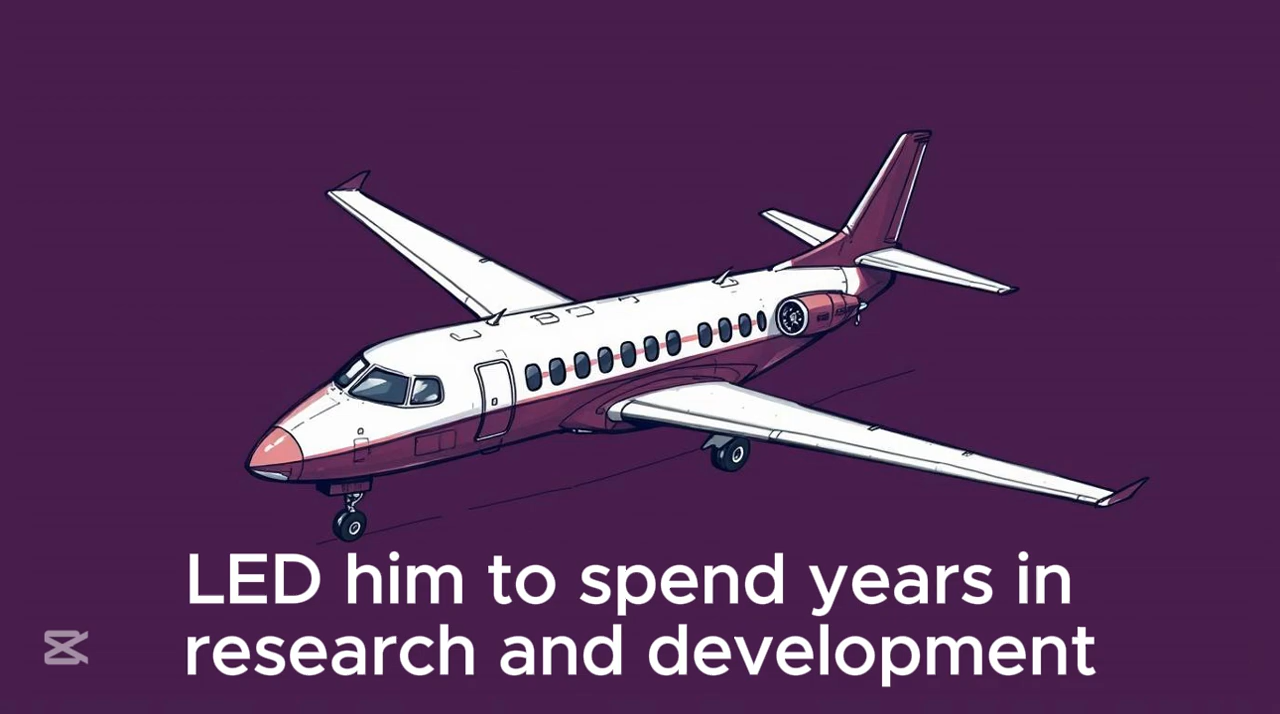 LED him to spend years in
research and development